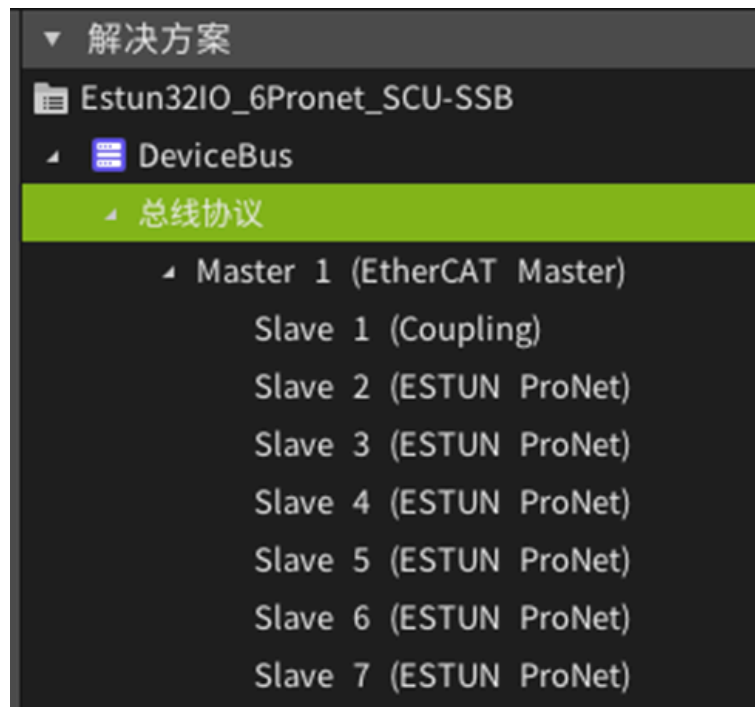 解决方案
Estun32IO_6Pronet_SCU-SSB
DeviceBus
总线协议
Master 1 (EtherCAT Master)
Slave 1 (Coupling)
Slave 2 (ESTUN ProNet)
Slave 3 (ESTUN ProNet)
Slave 4 (ESTUN ProNet)
Slave 5 (ESTUN ProNet)
Slave 6 (ESTUN ProNet)
Slave 7 (ESTUN ProNet)